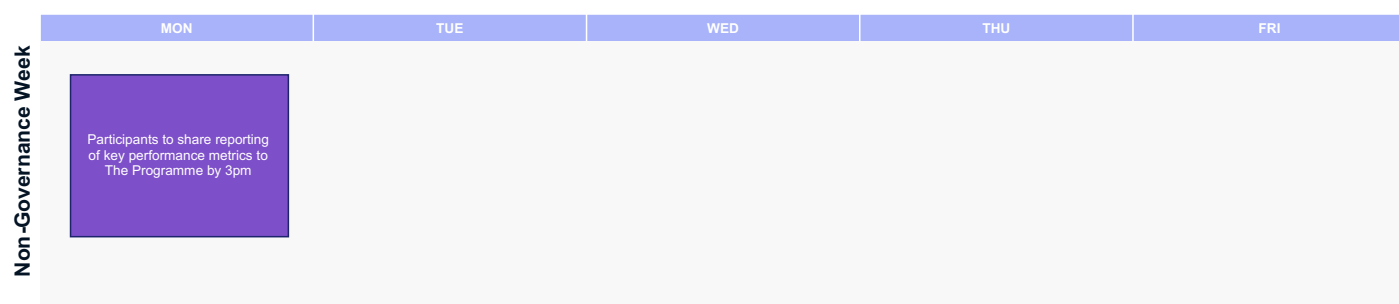 MON
TUE
WED
THU
FRI
Non-Governance Week
Participants to share reporting
of key performance metrics to
The Programme by 3pm